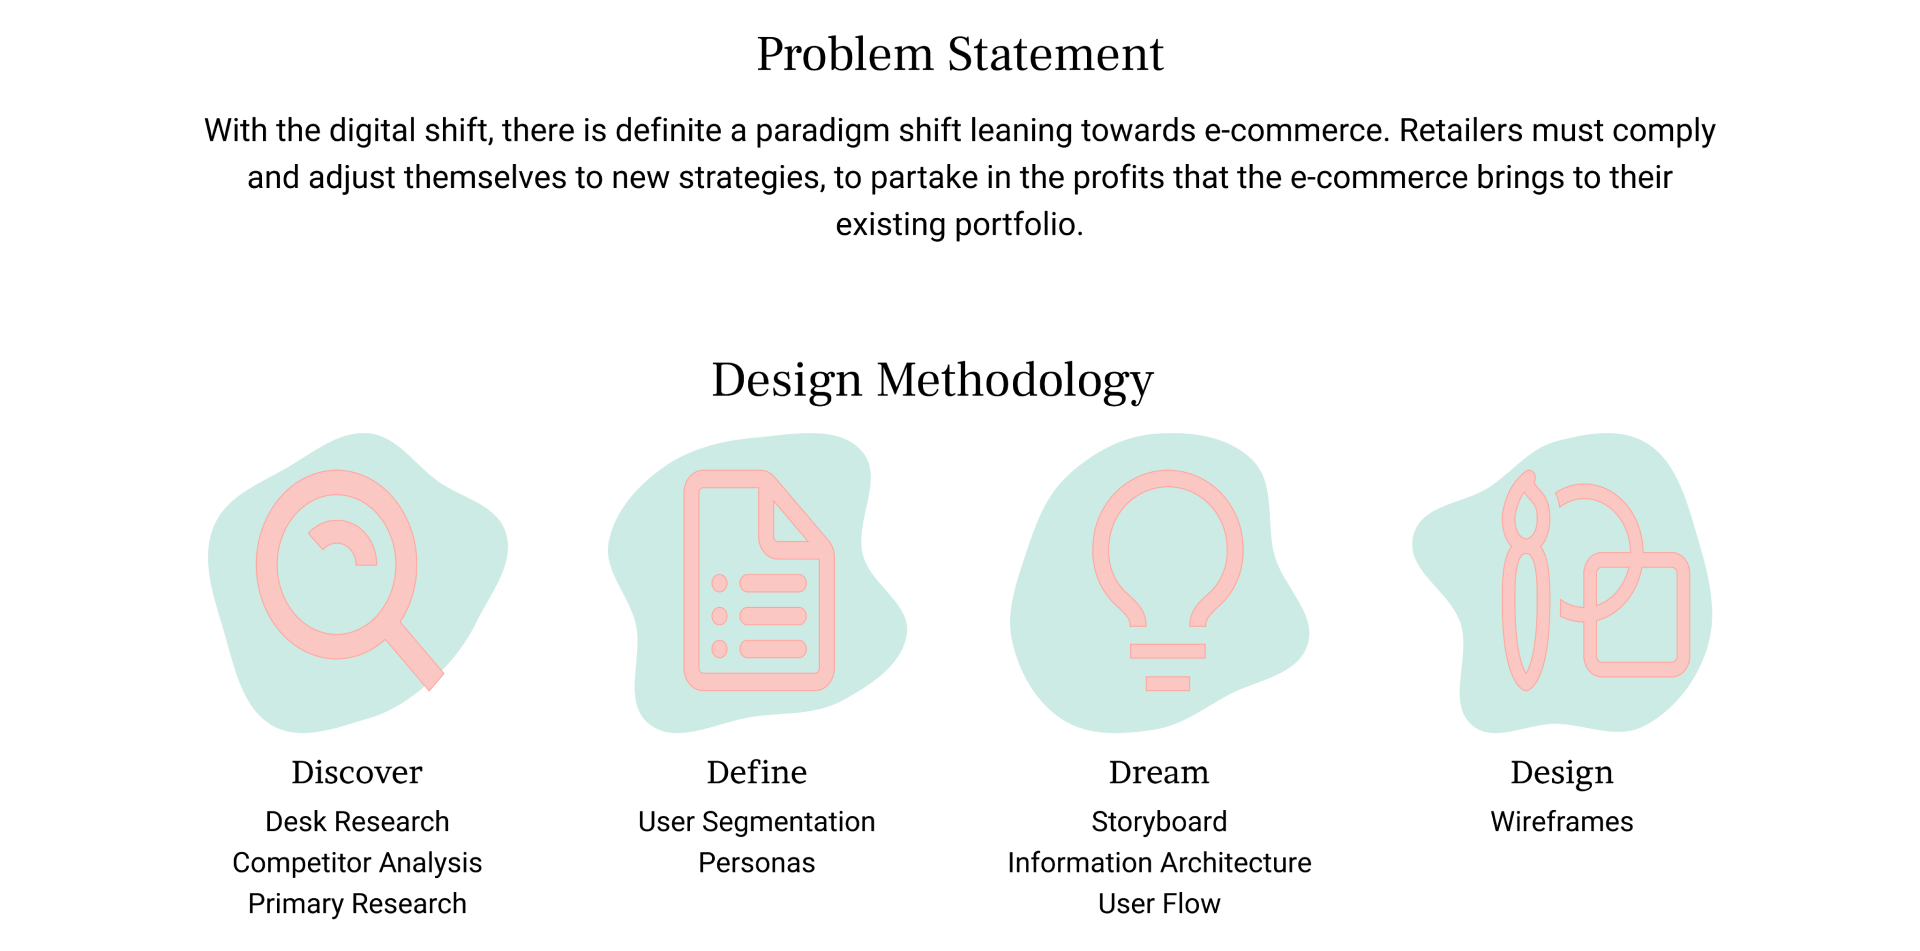 Problem Statement
With the digital shift, there is definite a paradigm shift leaning towards e-commerce. Retailers must comply
and adjust themselves to new strategies, to partake in the profits that the e-commerce brings to their
existing portfolio.
Design Methodology
Discover
Desk Research
Competitor Analysis
Primary Research
Define
User Segmentation
Personas
Dream
Storyboard
Information Architecture
User Flow
Design
Wireframes